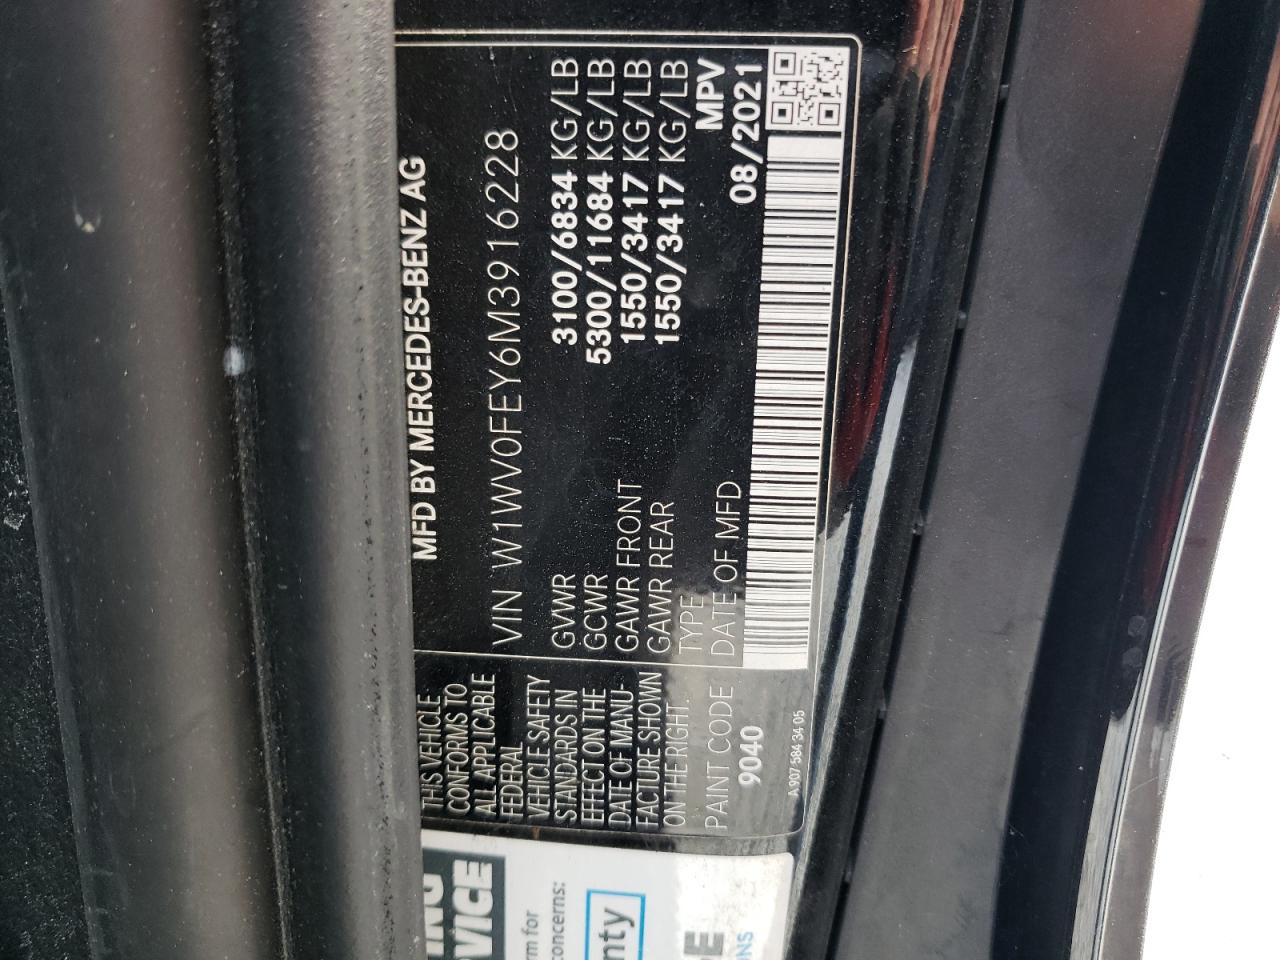 MFD BY MERCEDES-BENZ AG
VIN W1WV0FEY6M3916228
GVWR 3100/6834 KG/LB
GCWR 5300/11684 KG/LB
GAWR FRONT 1550/3417 KG/LB
GAWR REAR 1550/3417 KG/LB
TYPE MPV
DATE OF MFD 08/2021
THIS VEHICLE
CONFORMS TO
ALL APPLICABLE
FEDERAL
VEHICLE SAFETY
STANDARDS IN
EFFECT ON THE
DATE OF MANU-
FACTURE SHOWN
ON THE RIGHT.
PAINT CODE
9040
A 907 584 34 05
concerns: